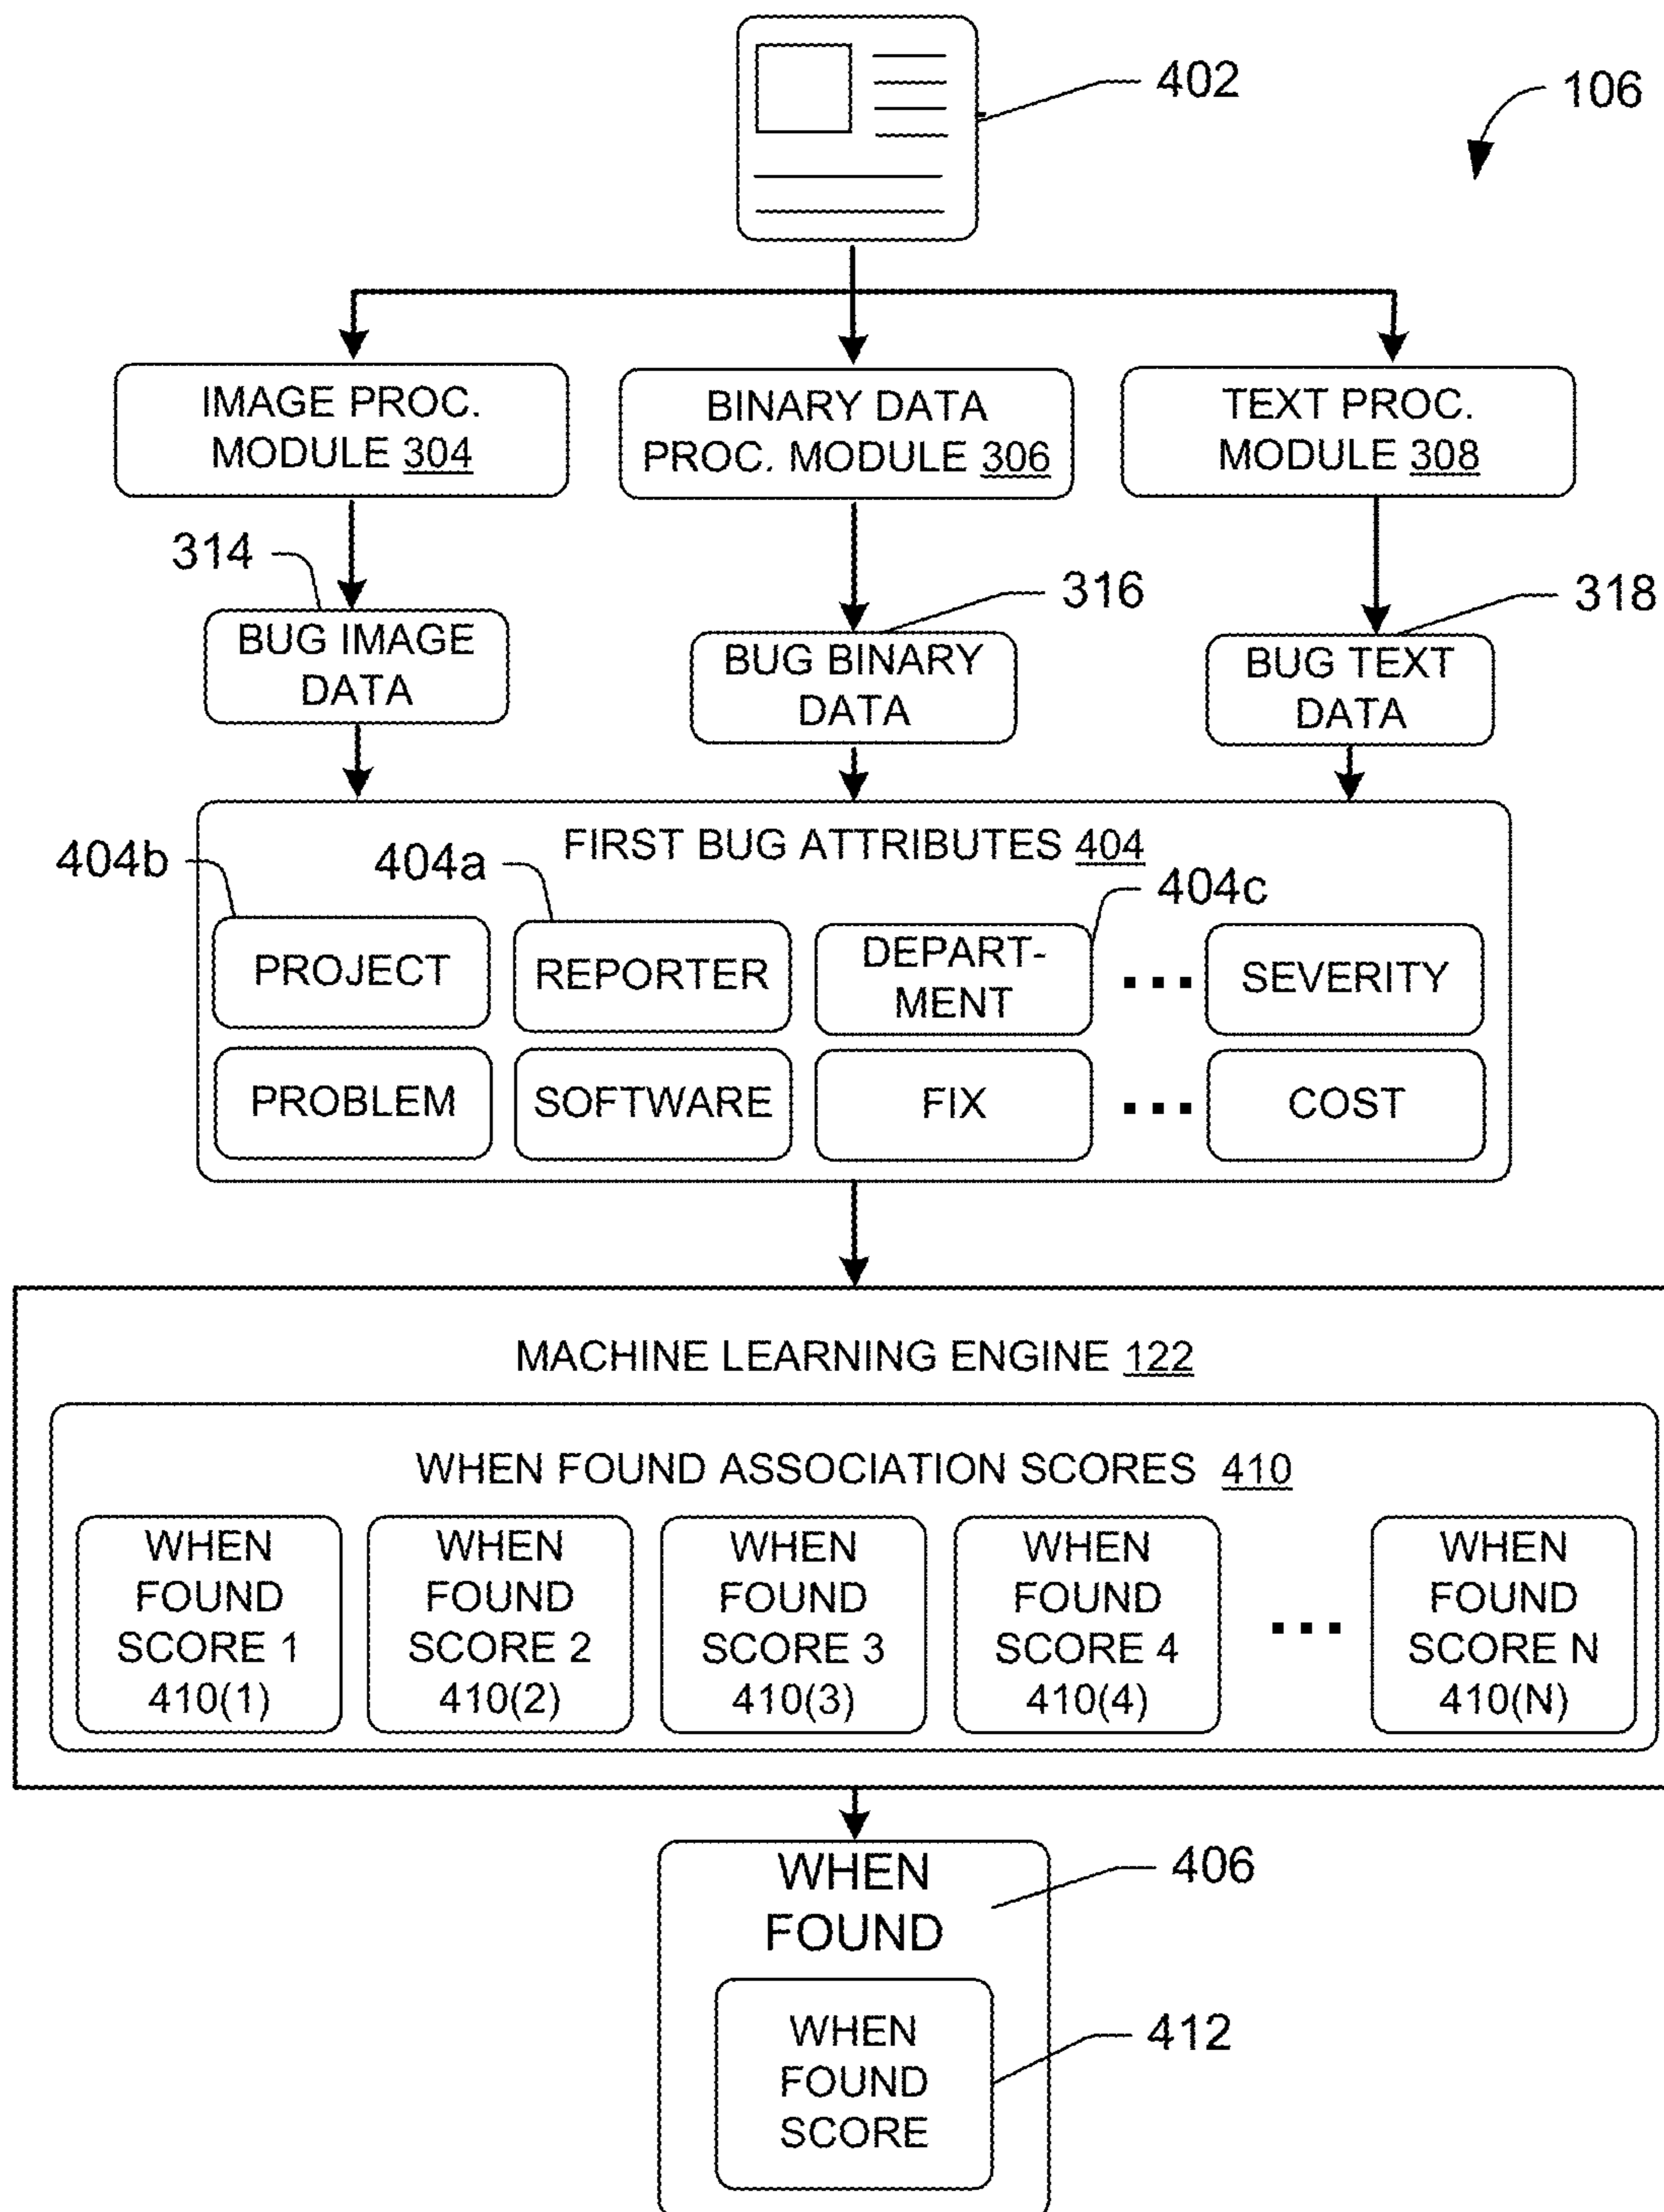 402
106
IMAGE PROC.
MODULE 304
BINARY DATA
PROC. MODULE 306
TEXT PROC.
MODULE 308
314
316
318
BUG IMAGE
DATA
BUG BINARY
DATA
BUG TEXT
DATA
FIRST BUG ATTRIBUTES 404
404b
404a
404c
PROJECT
REPORTER
DEPART-
MENT
...
SEVERITY
PROBLEM
SOFTWARE
FIX
...
COST
MACHINE LEARNING ENGINE 122
WHEN FOUND ASSOCIATION SCORES 410
WHEN
FOUND
SCORE 1
410(1)
WHEN
FOUND
SCORE 2
410(2)
WHEN
FOUND
SCORE 3
410(3)
WHEN
FOUND
SCORE 4
410(4)
...
WHEN
FOUND
SCORE N
410(N)
WHEN
FOUND
406
WHEN
FOUND
SCORE
412